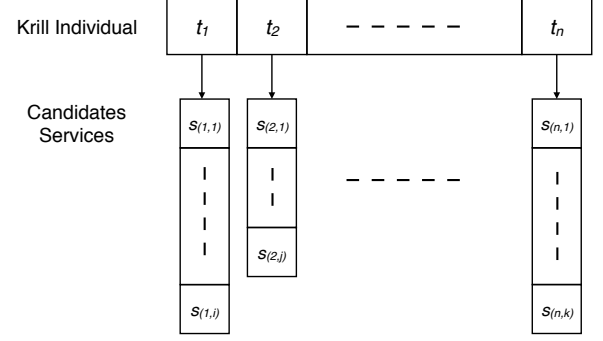 Krill Individual t1 t2 tn
Candidates
Services
s(1,1) s(2,1) s(n,1)
s(2,j)
s(1,i) s(n,k)